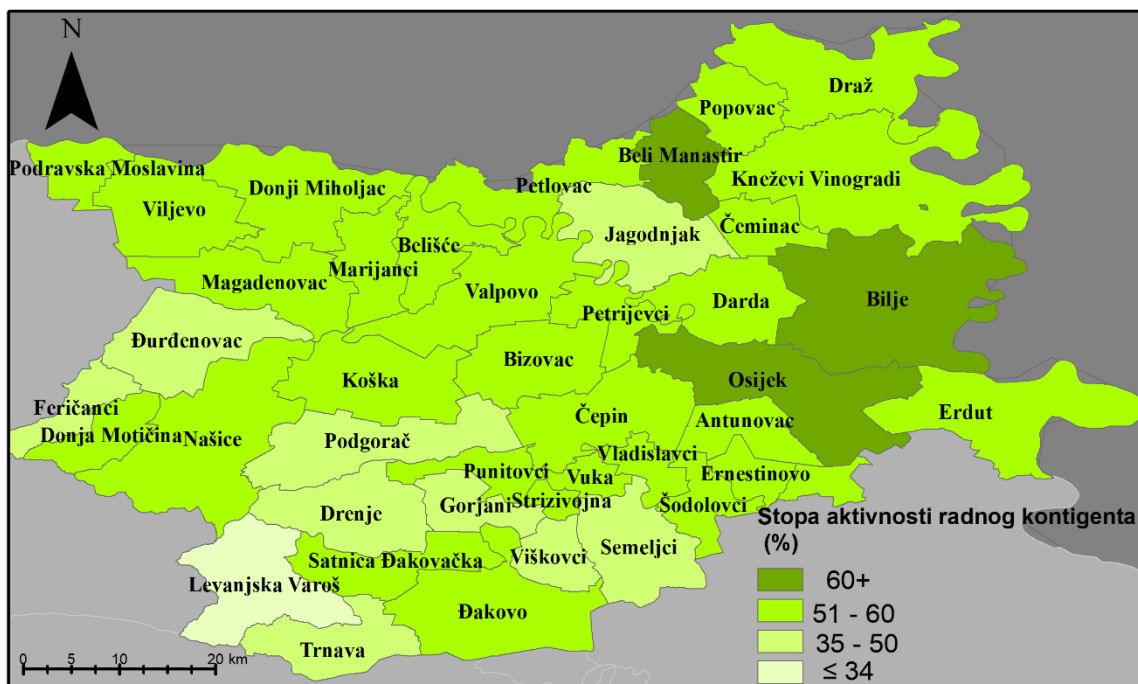 N
Draž
Popovac
Beli Manastir
Podravska Moslavina
Kneževi Vinogradi
Donji Miholjac
Petlovac
Viljevo
Čeminac
Jagodnjak
Belišće
Marijanci
Magadenovac
Valpovo
Bilje
Darda
Petrijevci
Đurđenovac
Bizovac
Osijek
Koška
Feričanci
Erdut
Čepin
Antunovac
Donja Motičina
Našice
Podgorač
Vladislavci
Punitovci
Vuka
Ernestinovo
Gorjani
Strizivojna
Šodolovci
Drenje
Semeljci
Viškovci
Satnica Đakovačka
Levanjska Varoš
Đakovo
Trnava
Stopa aktivnosti radnog kontigenta
(%)
60+
51 - 60
35 - 50
≤ 34
0 5 10 20 km